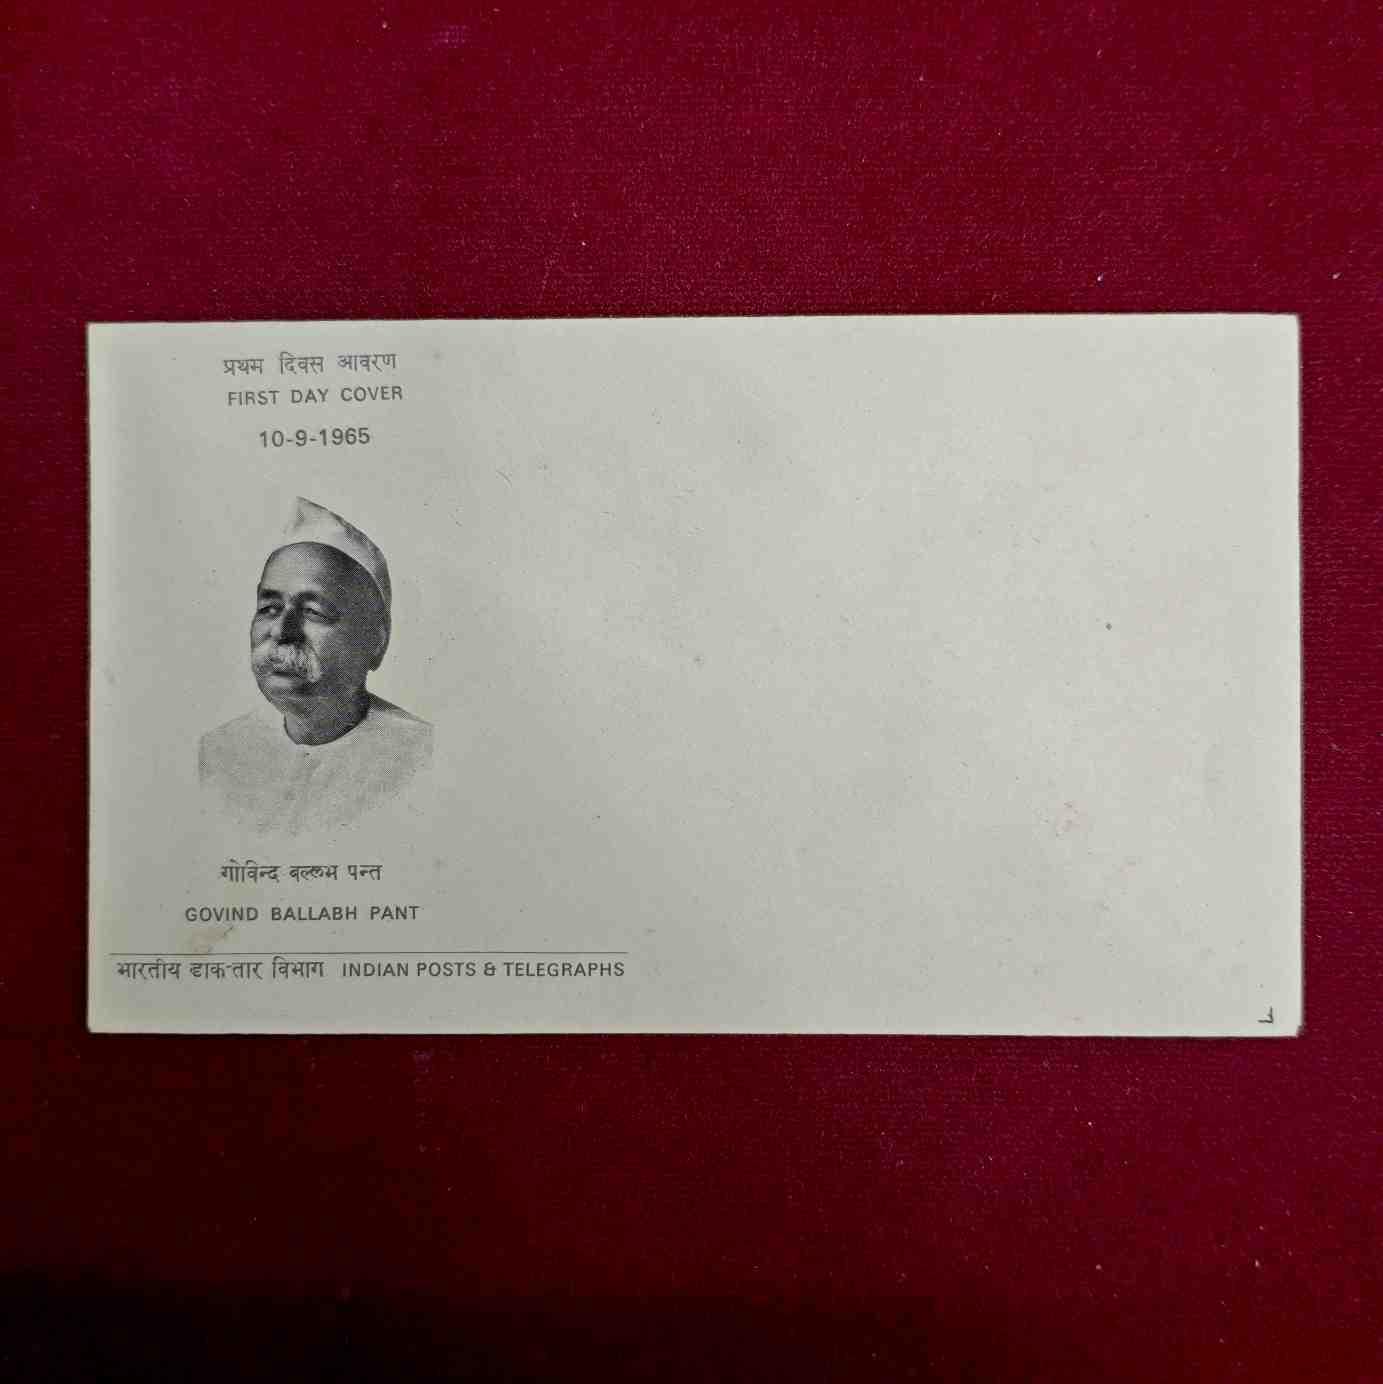 प्रथम दिवस आवरण
FIRST DAY COVER
10-9-1965
गोविन्द बल्लभ पन्त
GOVIND BALLABH PANT
भारतीय डाक-तार विभाग INDIAN POSTS & TELEGRAPHS